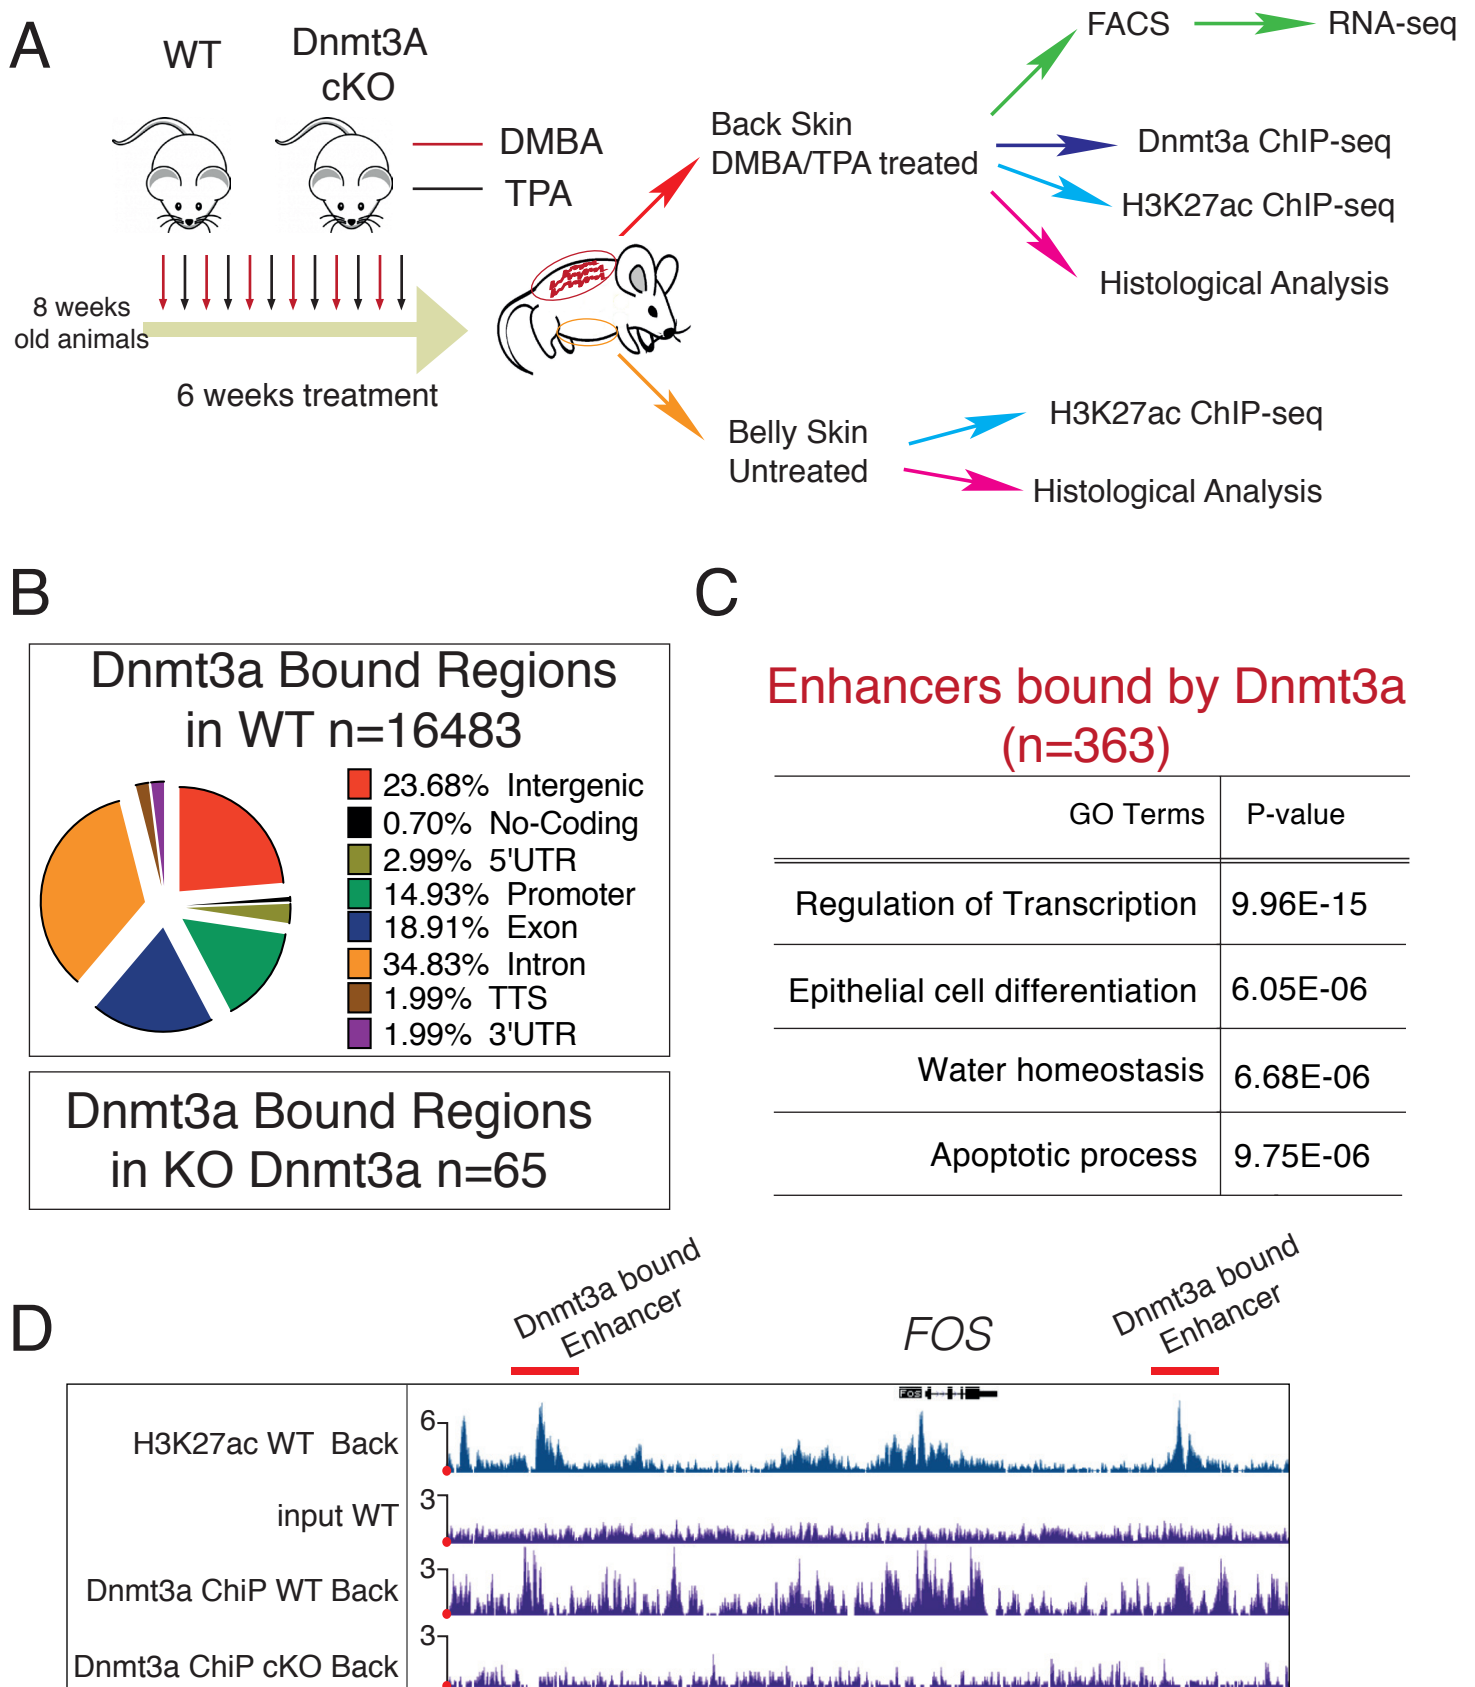 A
WT
Dnmt3A
cKO
DMBA
TPA
8 weeks
old animals
6 weeks treatment
Back Skin
DMBA/TPA treated
FACS
RNA-seq
Dnmt3a ChIP-seq
H3K27ac ChIP-seq
Histological Analysis
Belly Skin
Untreated
H3K27ac ChIP-seq
Histological Analysis
B
Dnmt3a Bound Regions
in WT n=16483
23.68% Intergenic
0.70% No-Coding
2.99% 5'UTR
14.93% Promoter
18.91% Exon
34.83% Intron
1.99% TTS
1.99% 3'UTR
Dnmt3a Bound Regions
in KO Dnmt3a n=65
C
Enhancers bound by Dnmt3a
(n=363)
GO Terms P-value
Regulation of Transcription 9.96E-15
Epithelial cell differentiation 6.05E-06
Water homeostasis 6.68E-06
Apoptotic process 9.75E-06
D
Dnmt3a bound
Enhancer
FOS
Dnmt3a bound
Enhancer
FOS
H3K27ac WT Back
6
input WT
3
Dnmt3a ChiP WT Back
3
Dnmt3a ChiP cKO Back
3